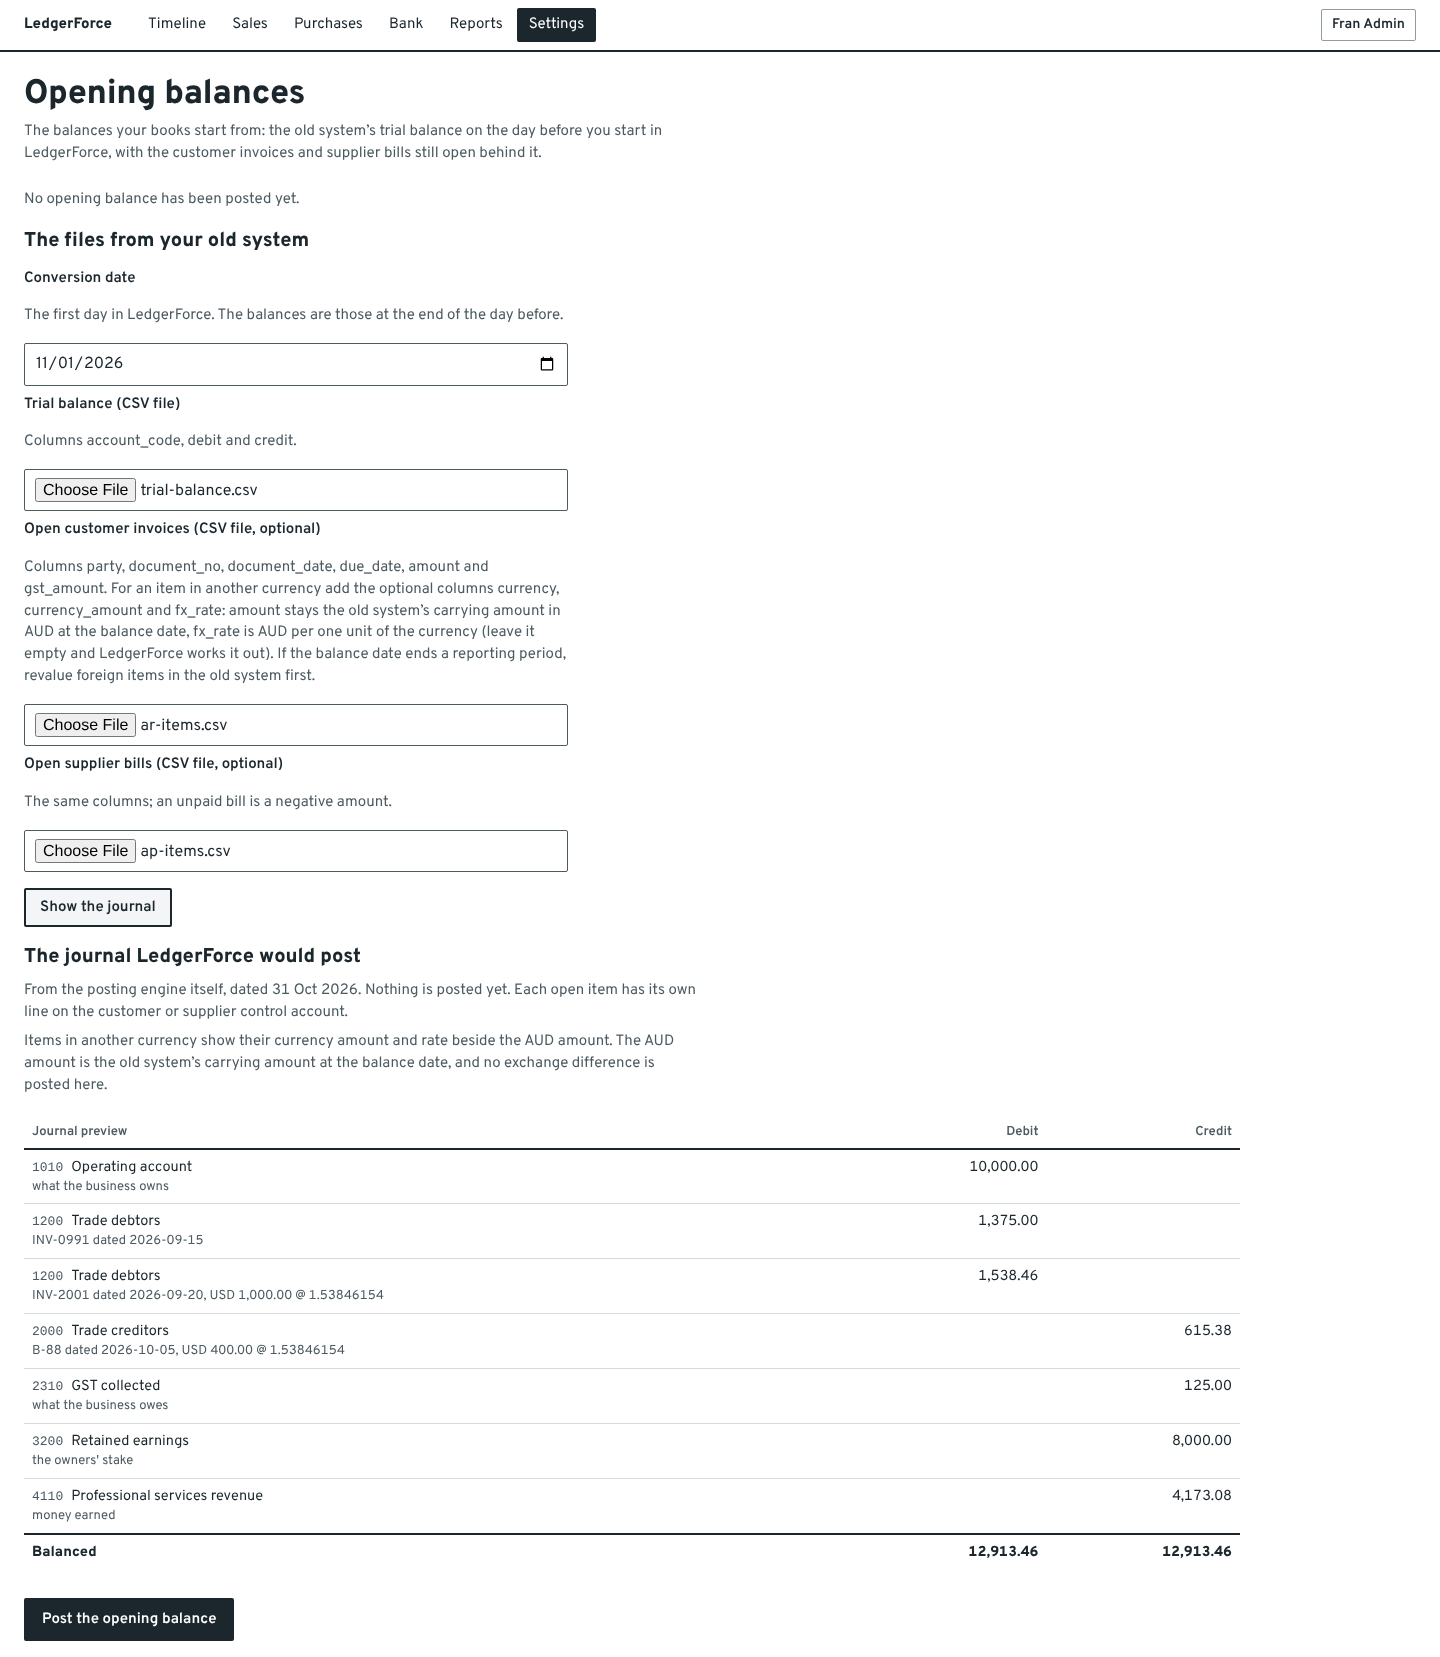 LedgerForce Timeline Sales Purchases Bank Reports Settings Fran Admin
Opening balances
The balances your books start from: the old system’s trial balance on the day before you start in
LedgerForce, with the customer invoices and supplier bills still open behind it.
No opening balance has been posted yet.
The files from your old system
Conversion date
The first day in LedgerForce. The balances are those at the end of the day before.
11/01/2026
Trial balance (CSV file)
Columns account_code, debit and credit.
Choose File trial-balance.csv
Open customer invoices (CSV file, optional)
Columns party, document_no, document_date, due_date, amount and
gst_amount. For an item in another currency add the optional columns currency,
currency_amount and fx_rate: amount stays the old system’s carrying amount in
AUD at the balance date, fx_rate is AUD per one unit of the currency (leave it
empty and LedgerForce works it out). If the balance date ends a reporting period,
revalue foreign items in the old system first.
Choose File ar-items.csv
Open supplier bills (CSV file, optional)
The same columns; an unpaid bill is a negative amount.
Choose File ap-items.csv
Show the journal
The journal LedgerForce would post
From the posting engine itself, dated 31 Oct 2026. Nothing is posted yet. Each open item has its own
line on the customer or supplier control account.
Items in another currency show their currency amount and rate beside the AUD amount. The AUD
amount is the old system’s carrying amount at the balance date, and no exchange difference is
posted here.
Journal preview Debit Credit
1010 Operating account 10,000.00
what the business owns
1200 Trade debtors 1,375.00
INV-0991 dated 2026-09-15
1200 Trade debtors 1,538.46
INV-2001 dated 2026-09-20, USD 1,000.00 @ 1.53846154
2000 Trade creditors 615.38
B-88 dated 2026-10-05, USD 400.00 @ 1.53846154
2310 GST collected 125.00
what the business owes
3200 Retained earnings 8,000.00
the owners' stake
4110 Professional services revenue 4,173.08
money earned
Balanced 12,913.46 12,913.46
Post the opening balance